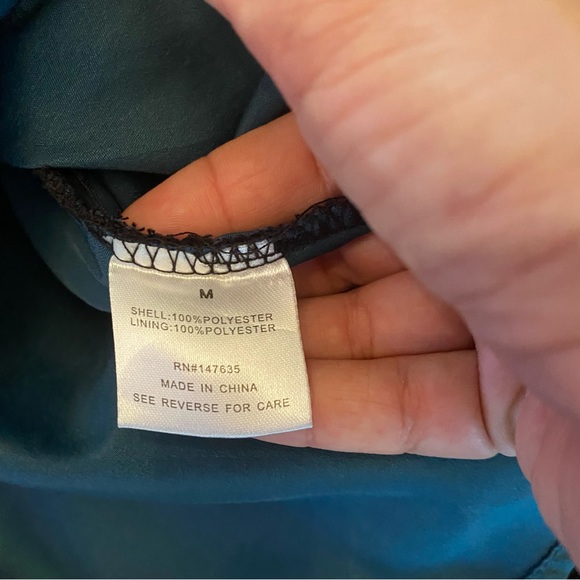 M
SHELL:100%POLYESTER
LINING:100%POLYESTER
RN#147635
MADE IN CHINA
SEE REVERSE FOR CARE